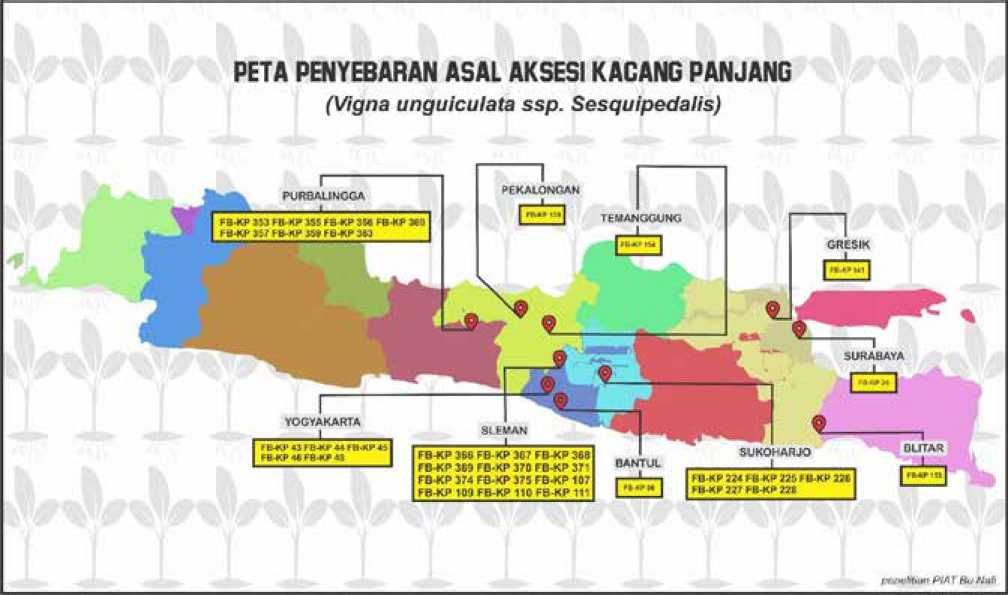 PETA PENYEBARAN ASAL AKSESI KACANG PANJANG
(Vigna unguiculata ssp. Sesquipedalis)
PURBALINGGA
FB-KP 353 FB-KP 355 FB-KP 356 FB-KP 360
FB-KP 357 FB-KP 359 FB-KP 363
PEKALONGAN
FB-KP 159
TEMANGGUNG
FB-KP 154
GRESIK
FB-KP 141
SURABAYA
FB-KP 26
YOGYAKARTA
FB-KP 43 FB-KP 44 FB-KP 45
FB-KP 46 FB-KP 48
SLEMAN
FB-KP 366 FB-KP 367 FB-KP 368
FB-KP 369 FB-KP 370 FB-KP 371
FB-KP 374 FB-KP 375 FB-KP 107
FB-KP 109 FB-KP 110 FB-KP 111
BANTUL
FB-KP
SUKOHARJO
FB-KP 224 FB-KP 225 FB-KP 226
FB-KP 227 FB-KP 228
BLITAR
FB-KP
penelitian PIAT Bu Nafi